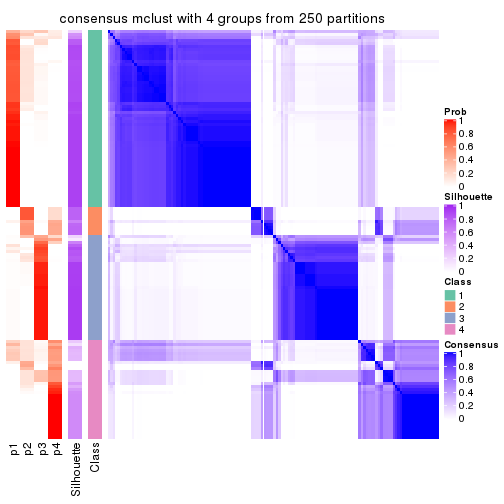 consensus mclust with 4 groups from 250 partitions
Prob
1
0.8
0.6
0.4
0.2
0
Silhouette
1
0.8
0.6
0.4
0.2
0
Class
1
2
3
4
Consensus
1
0.8
0.6
0.4
0.2
0
p1
p2
p3
p4
Silhouette
Class